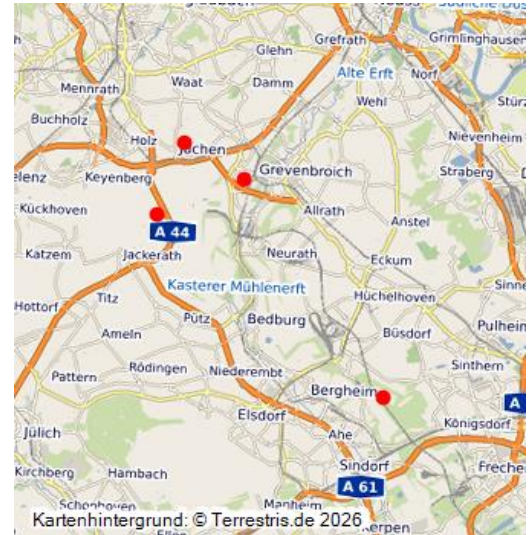 Grefrath
Grimlinghausen
Glehn
Alte Erft
Norf
Waat
Damm
Mennrath
Wehl
Buchholz
Holz
Nievenheim
Jüchen
Keyenberg
Grevenbroich
Straberg
Kückhoven
Allrath
Anstel
A 44
Katzem
Jackerath
Neurath
Eckum
Kasterer Mühlenerft
Hüchelhoven
Titz
Hottorf
Pütz
Bedburg
Büsdorf
Pulheim
Ameln
Rödingen
Niederembt
Sinthern
Pattern
Bergheim
A
Elsdorf
Königsdorf
Jülich
Ahe
Kirchberg
Hambach
Sindorf
Freche
A 61
Manheim
Kartenhintergrund: © Terrestris.de 2026
Kerpen